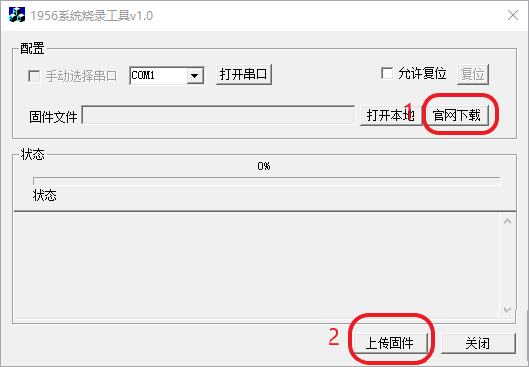 1956系统烧录工具v1.0
配置
手动选择串口 COM1 打开串口 允许复位 复位
固件文件 打开本地 1 官网下载
状态
0%
状态
2 上传固件 关闭